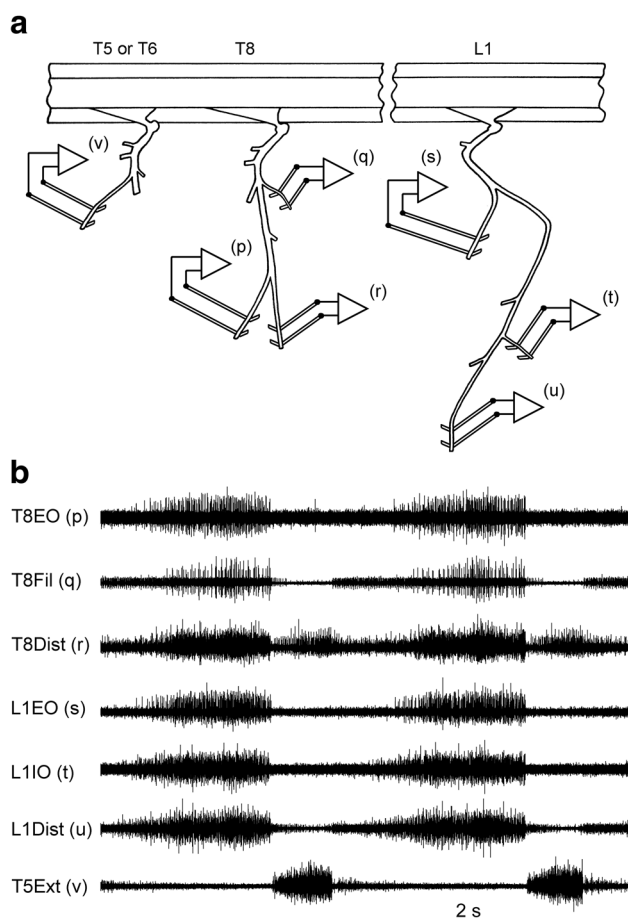 a
T5 or T6 T8 L1
(v)
(q)
(s)
(p)
(r)
(t)
(u)
b
T8EO (p)
T8Fil (q)
T8Dist (r)
L1EO (s)
L1IO (t)
L1Dist (u)
T5Ext (v)
2 s